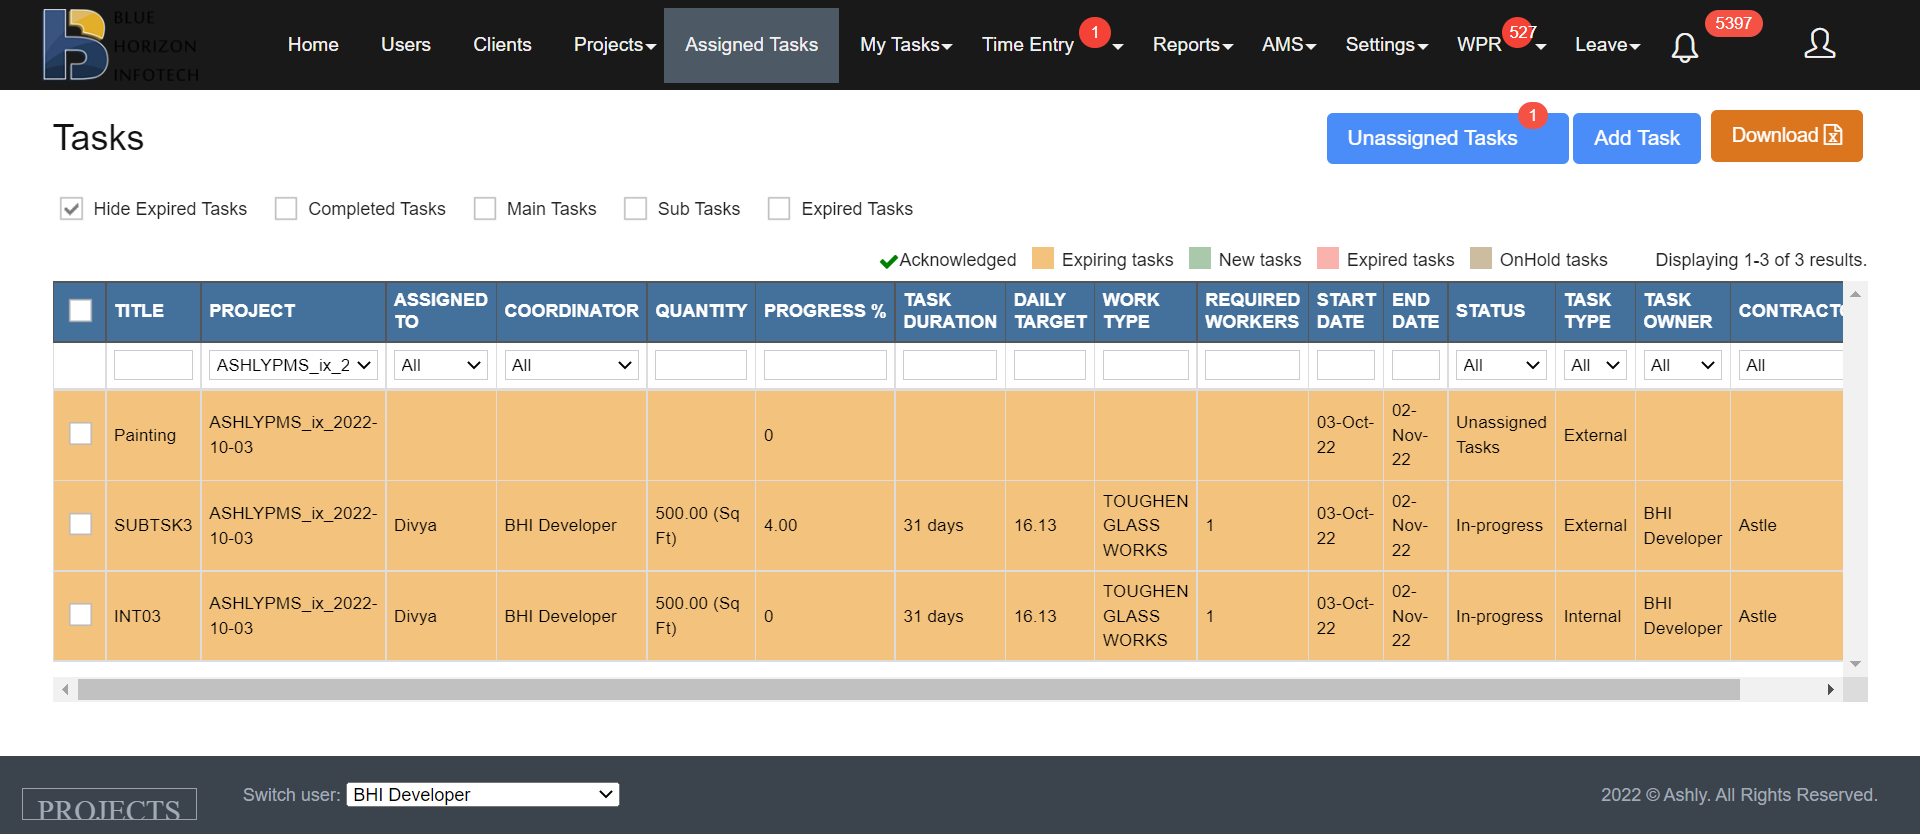 BLUE
HORIZON
INFOTECH
Home Users Clients Projects Assigned Tasks My Tasks Time Entry 1 Reports AMS Settings WPR 527 Leave 5397
Tasks
Unassigned Tasks 1 Add Task Download
Hide Expired Tasks Completed Tasks Main Tasks Sub Tasks Expired Tasks
Acknowledged Expiring tasks New tasks Expired tasks OnHold tasks Displaying 1-3 of 3 results.
TITLE PROJECT ASSIGNED TO COORDINATOR QUANTITY PROGRESS % TASK DURATION DAILY TARGET WORK TYPE REQUIRED WORKERS START DATE END DATE STATUS TASK TYPE TASK OWNER CONTRACTO
ASHLYPMS_ix_2 All All All All All All
Painting ASHLYPMS_ix_2022-10-03 0 03-Oct-22 02-Nov-22 Unassigned Tasks External
SUBTSK3 ASHLYPMS_ix_2022-10-03 Divya BHI Developer 500.00 (Sq Ft) 4.00 31 days 16.13 TOUGHEN GLASS WORKS 1 03-Oct-22 02-Nov-22 In-progress External BHI Developer Astle
INT03 ASHLYPMS_ix_2022-10-03 Divya BHI Developer 500.00 (Sq Ft) 0 31 days 16.13 TOUGHEN GLASS WORKS 1 03-Oct-22 02-Nov-22 In-progress Internal BHI Developer Astle
PROJECTS Switch user: BHI Developer 2022 © Ashly. All Rights Reserved.